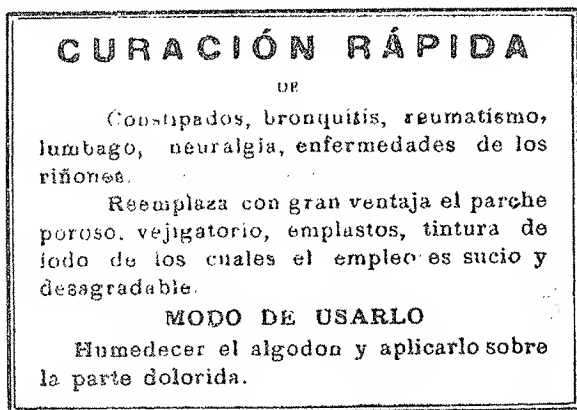 CURACIÓN RÁPIDA
DE
Constipados, bronquitis, reumatismo,
lumbago, neuralgia, enfermedades de los
riñones.
Reemplaza con gran ventaja el parche
poroso, vejigatorio, emplastos, tintura de
iodo de los cuales el empleo es sucio y
desagradable.
MODO DE USARLO
Humedecer el algodon y aplicarlo sobre
la parte dolorida.